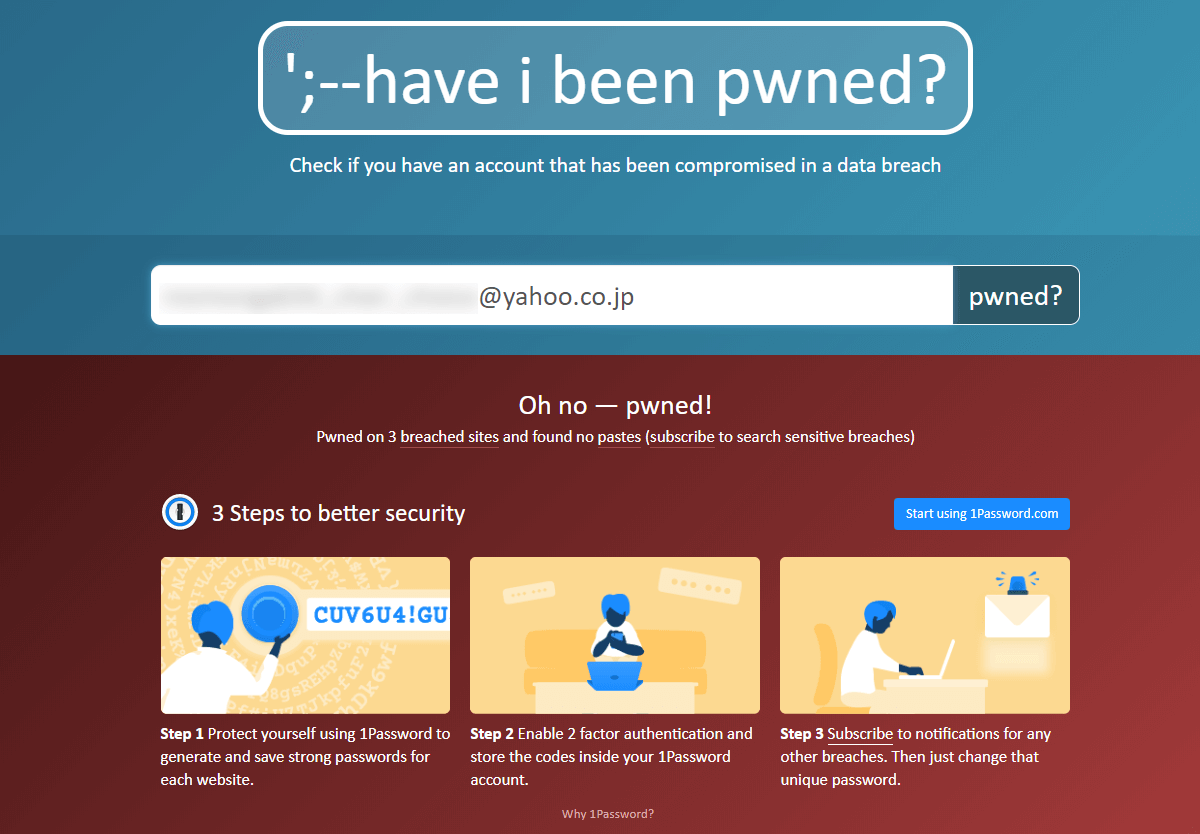 ';--have i been pwned?
Check if you have an account that has been compromised in a data breach
@yahoo.co.jp
pwned?
Oh no — pwned!
Pwned on 3 breached sites and found no pastes (subscribe to search sensitive breaches)
3 Steps to better security
Start using 1Password.com
CUV6U4!GU
Step 1 Protect yourself using 1Password to
generate and save strong passwords for
each website.
Step 2 Enable 2 factor authentication and
store the codes inside your 1Password
account.
Step 3 Subscribe to notifications for any
other breaches. Then just change that
unique password.
Why 1Password?